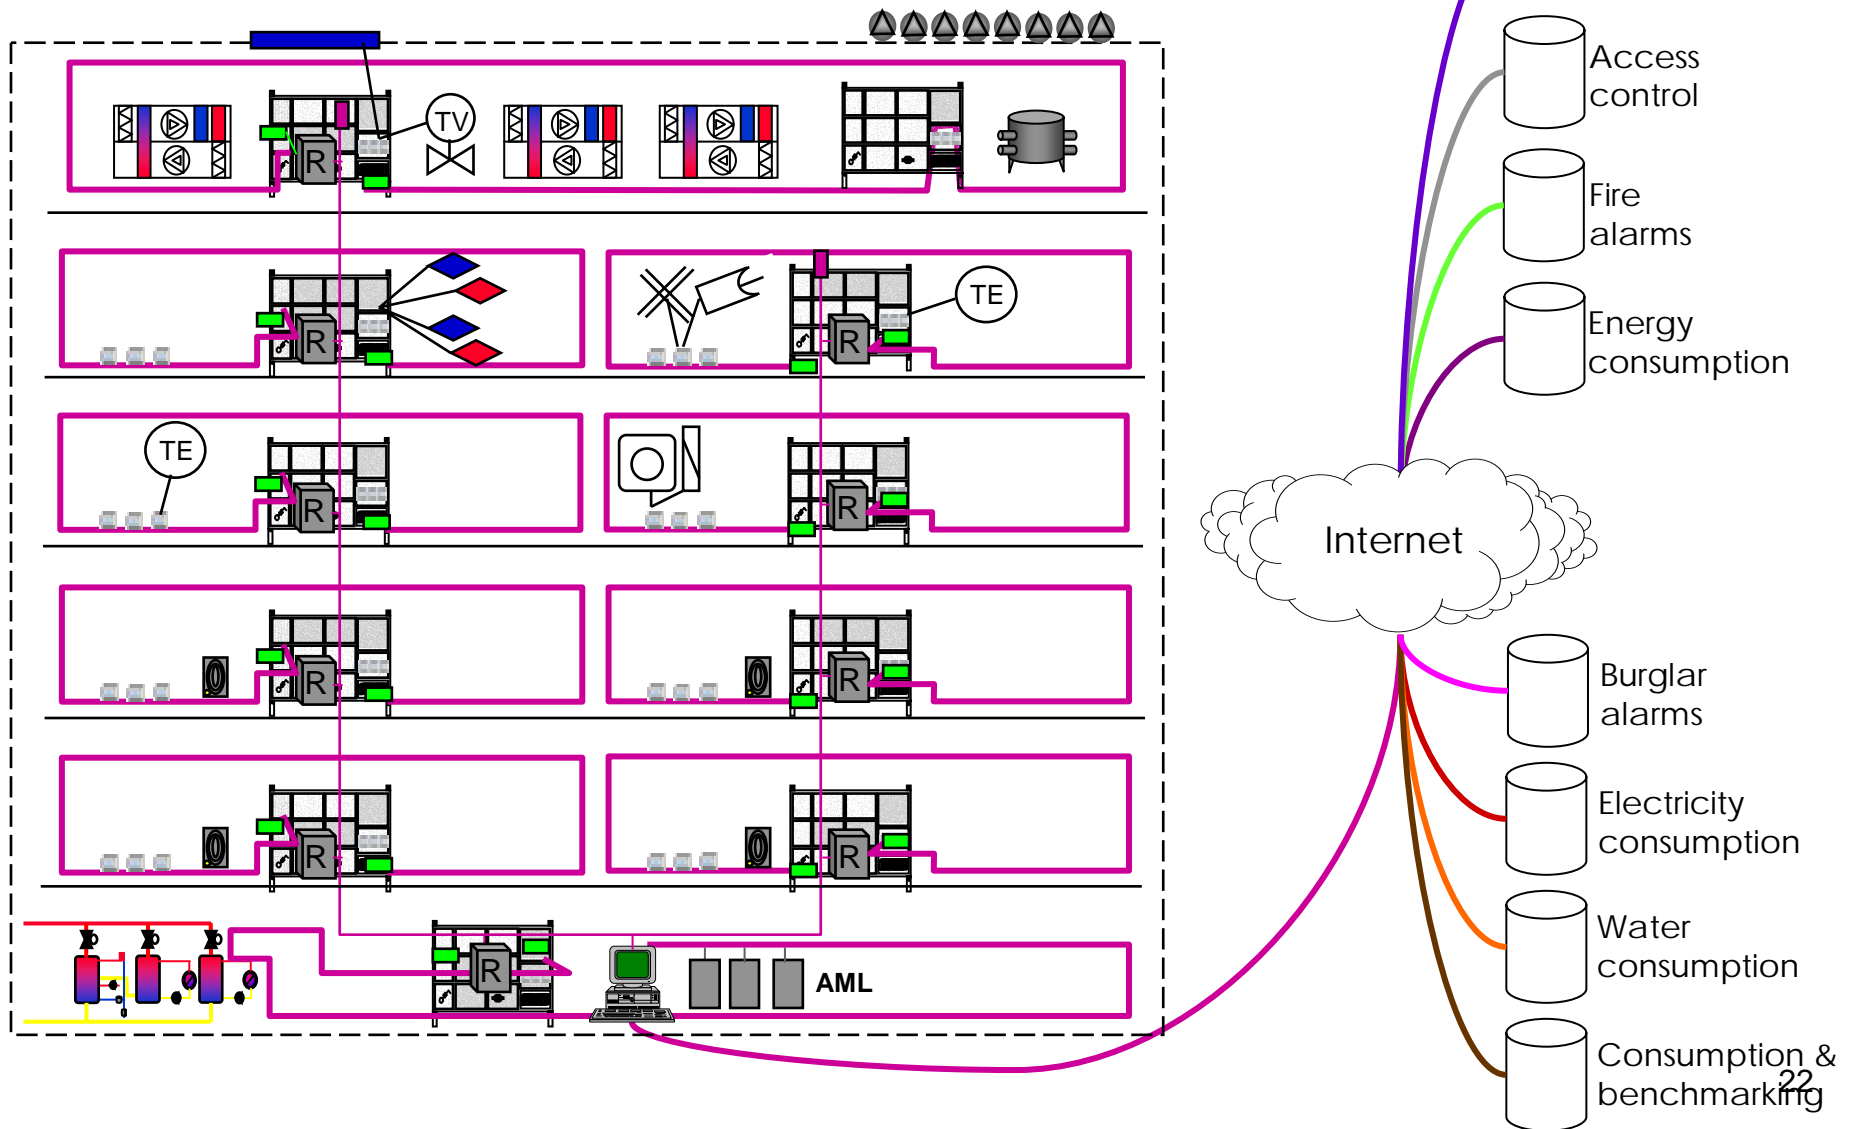 TV
R
TE
R
R
TE
R
R
R
R
R
R
R
AML
Internet
Access
control
Fire
alarms
Energy
consumption
Burglar
alarms
Electricity
consumption
Water
consumption
Consumption &
benchmarking
22